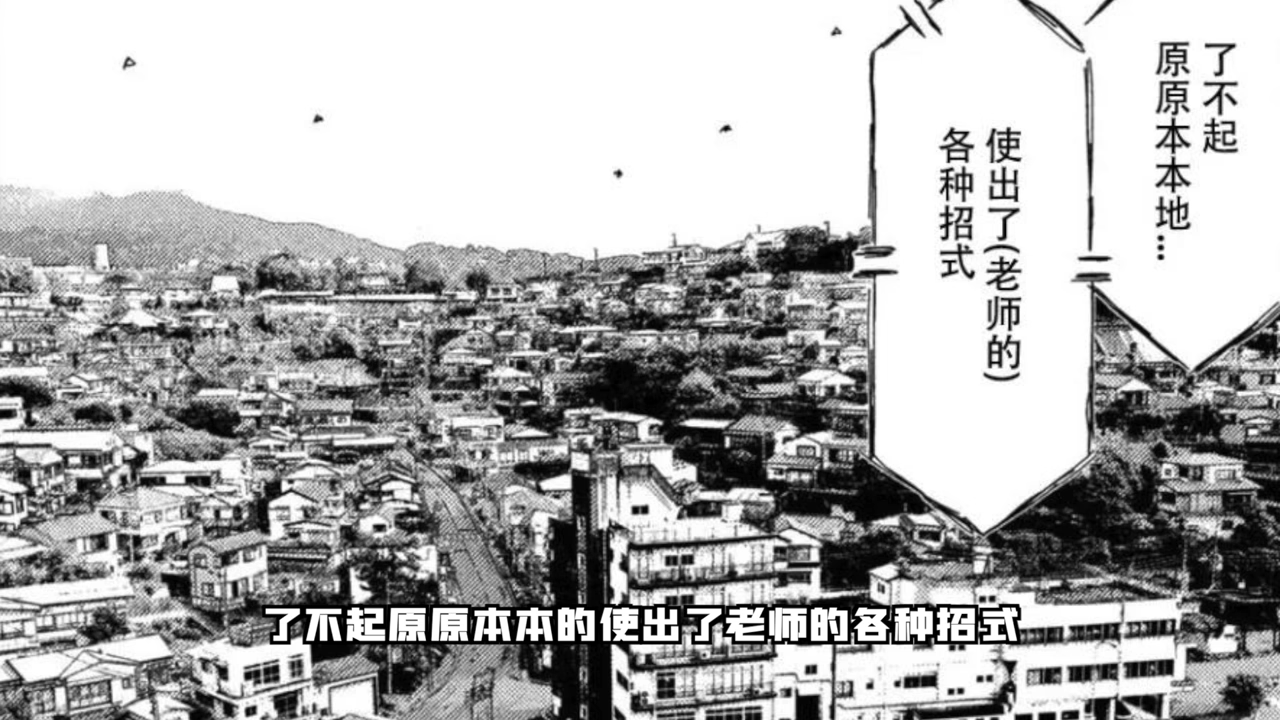 了不起
原原本本地…
使出了(老师的)
各种招式
了不起原原本本的使出了老师的各种招式